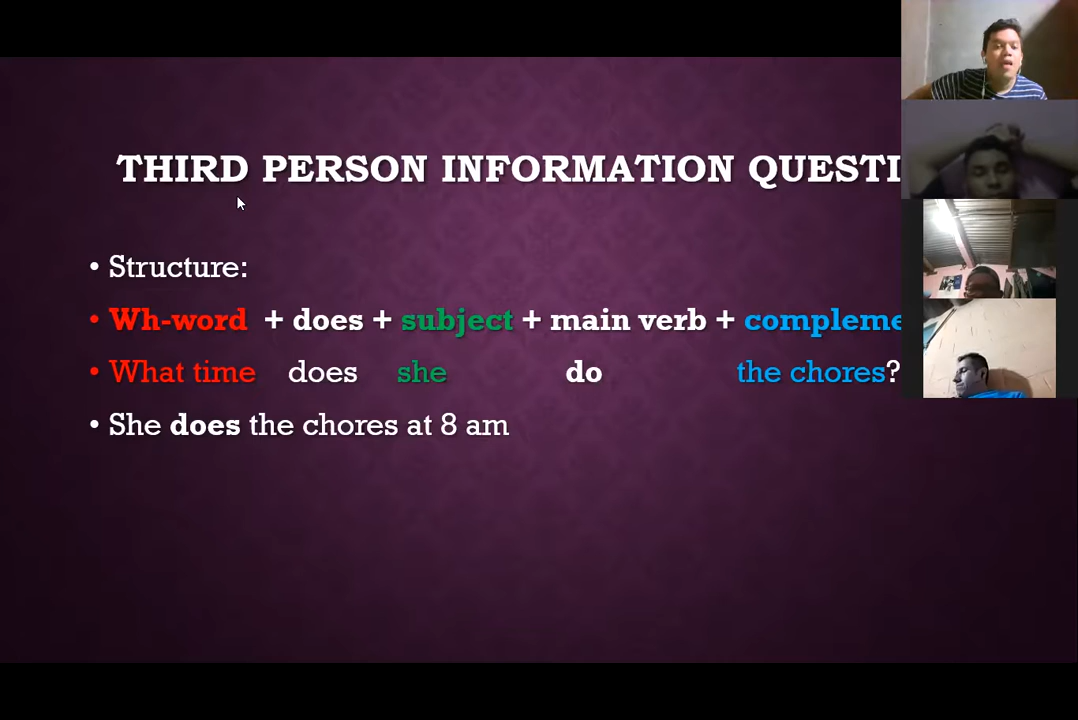 THIRD PERSON INFORMATION QUESTI
• Structure:
• Wh-word + does + subject + main verb + compleme
• What time does she do the chores?
• She does the chores at 8 am